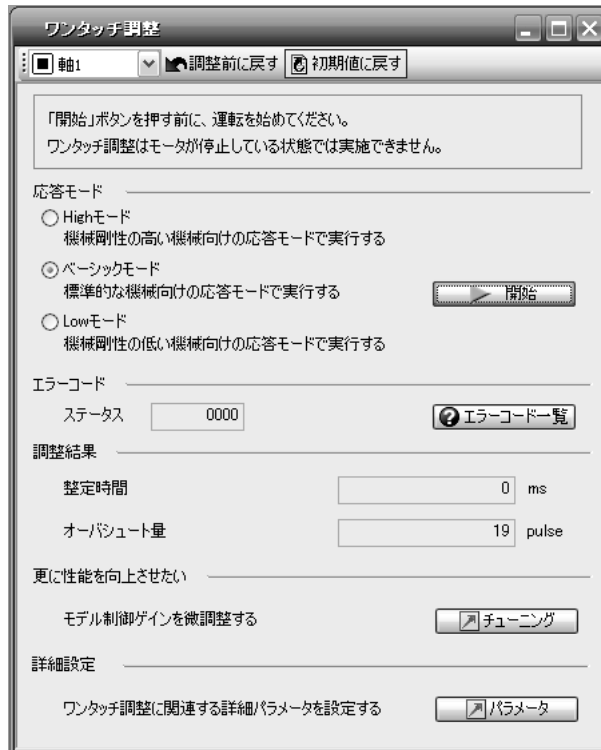 ワンタッチ調整
軸1 調整前に戻す 初期値に戻す
「開始」ボタンを押す前に、運転を始めてください。
ワンタッチ調整はモータが停止している状態では実施できません。
応答モード
Highモード
機械剛性の高い機械向けの応答モードで実行する
ベーシックモード
標準的な機械向けの応答モードで実行する
開始
Lowモード
機械剛性の低い機械向けの応答モードで実行する
エラーコード
ステータス 0000 エラーコード一覧
調整結果
整定時間 0 ms
オーバシュート量 19 pulse
更に性能を向上させたい
モデル制御ゲインを微調整する チューニング
詳細設定
ワンタッチ調整に関連する詳細パラメータを設定する パラメータ